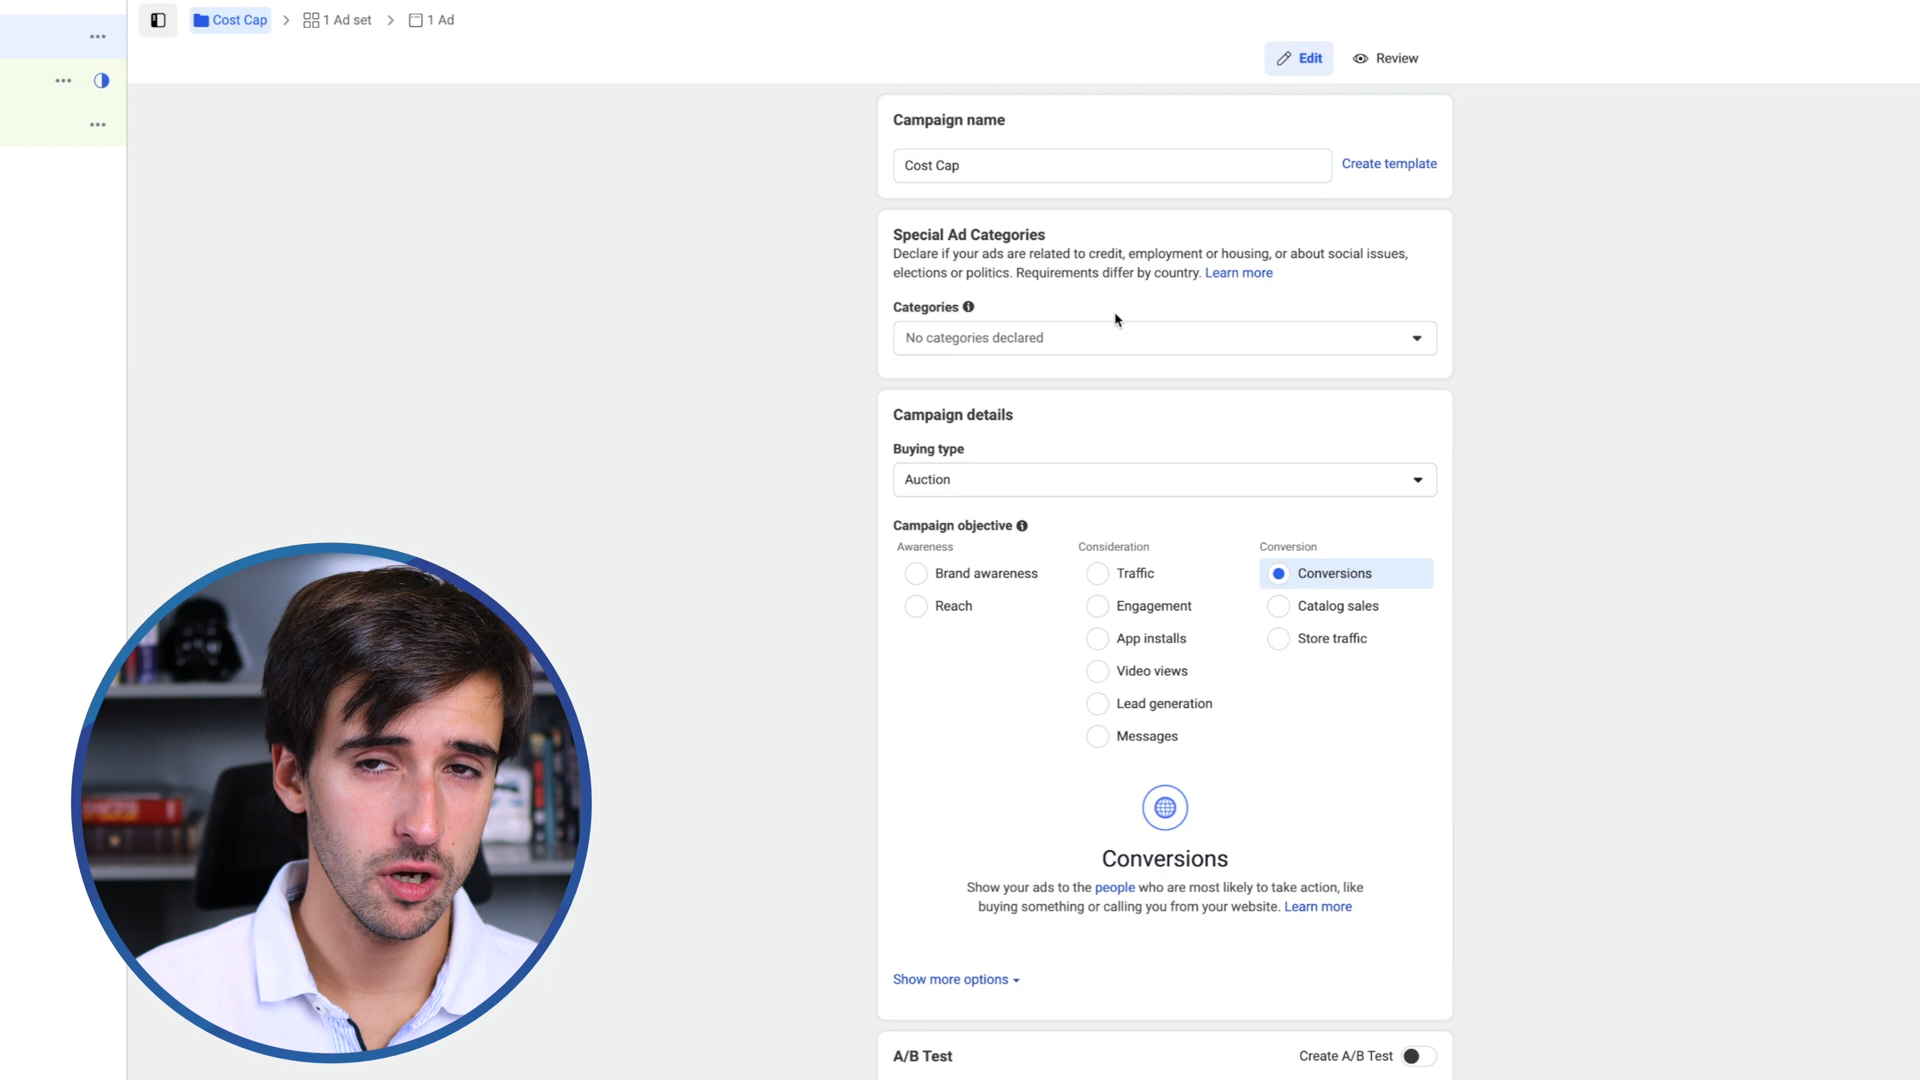 Cost Cap
1 Ad set
1 Ad
Edit
Review
Campaign name
Cost Cap
Create template
Special Ad Categories
Declare if your ads are related to credit, employment or housing, or about social issues,
elections or politics. Requirements differ by country. Learn more
Categories
No categories declared
Campaign details
Buying type
Auction
Campaign objective
Awareness
Brand awareness
Reach
Consideration
Traffic
Engagement
App installs
Video views
Lead generation
Messages
Conversion
Conversions
Catalog sales
Store traffic
Conversions
Show your ads to the people who are most likely to take action, like
buying something or calling you from your website. Learn more
Show more options
A/B Test
Create A/B Test